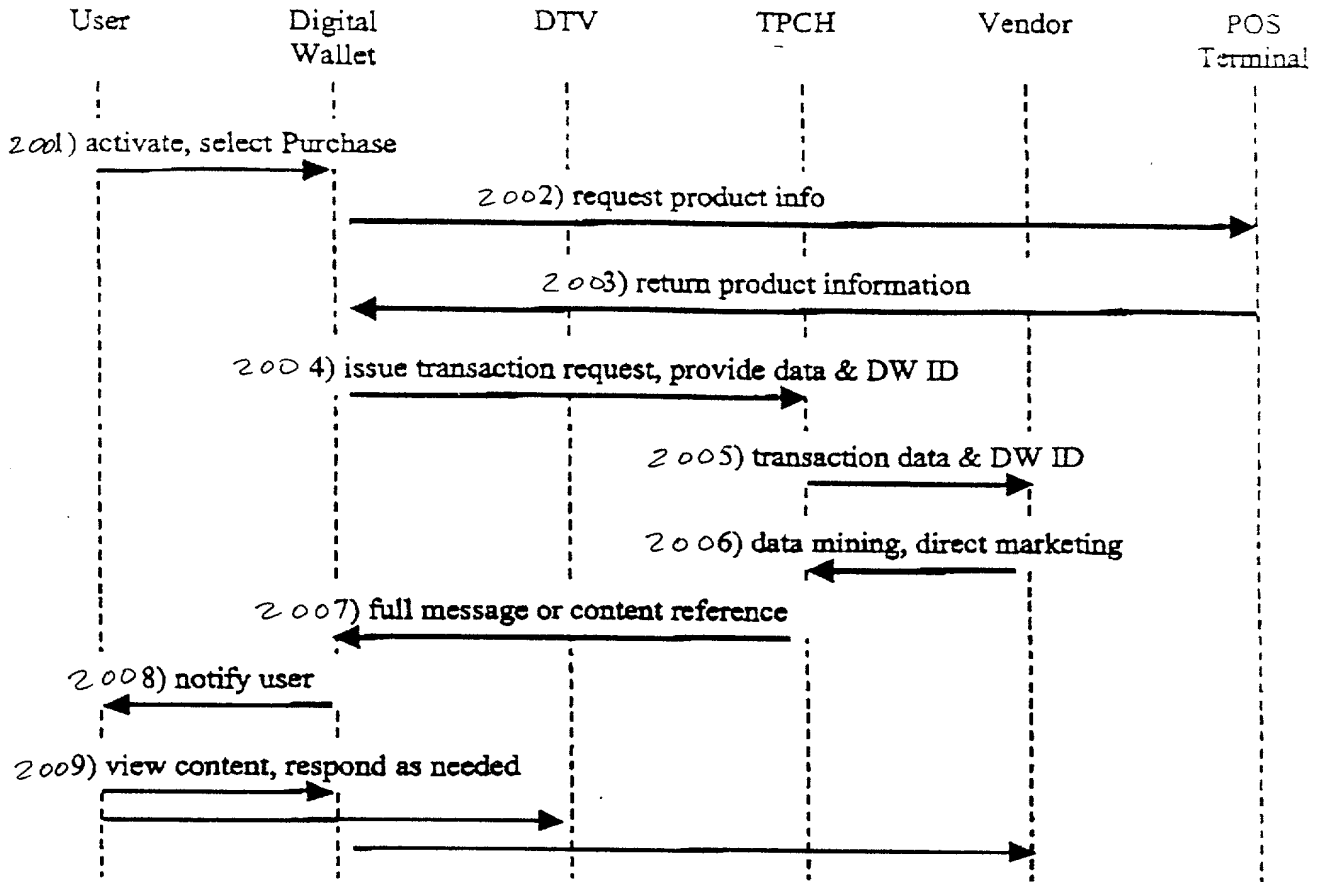 User Digital DTV TPCH Vendor POS
Wallet Terminal
2001) activate, select Purchase
2002) request product info
2003) return product information
2004) issue transaction request, provide data & DW ID
2005) transaction data & DW ID
2006) data mining, direct marketing
2007) full message or content reference
2008) notify user
2009) view content, respond as needed